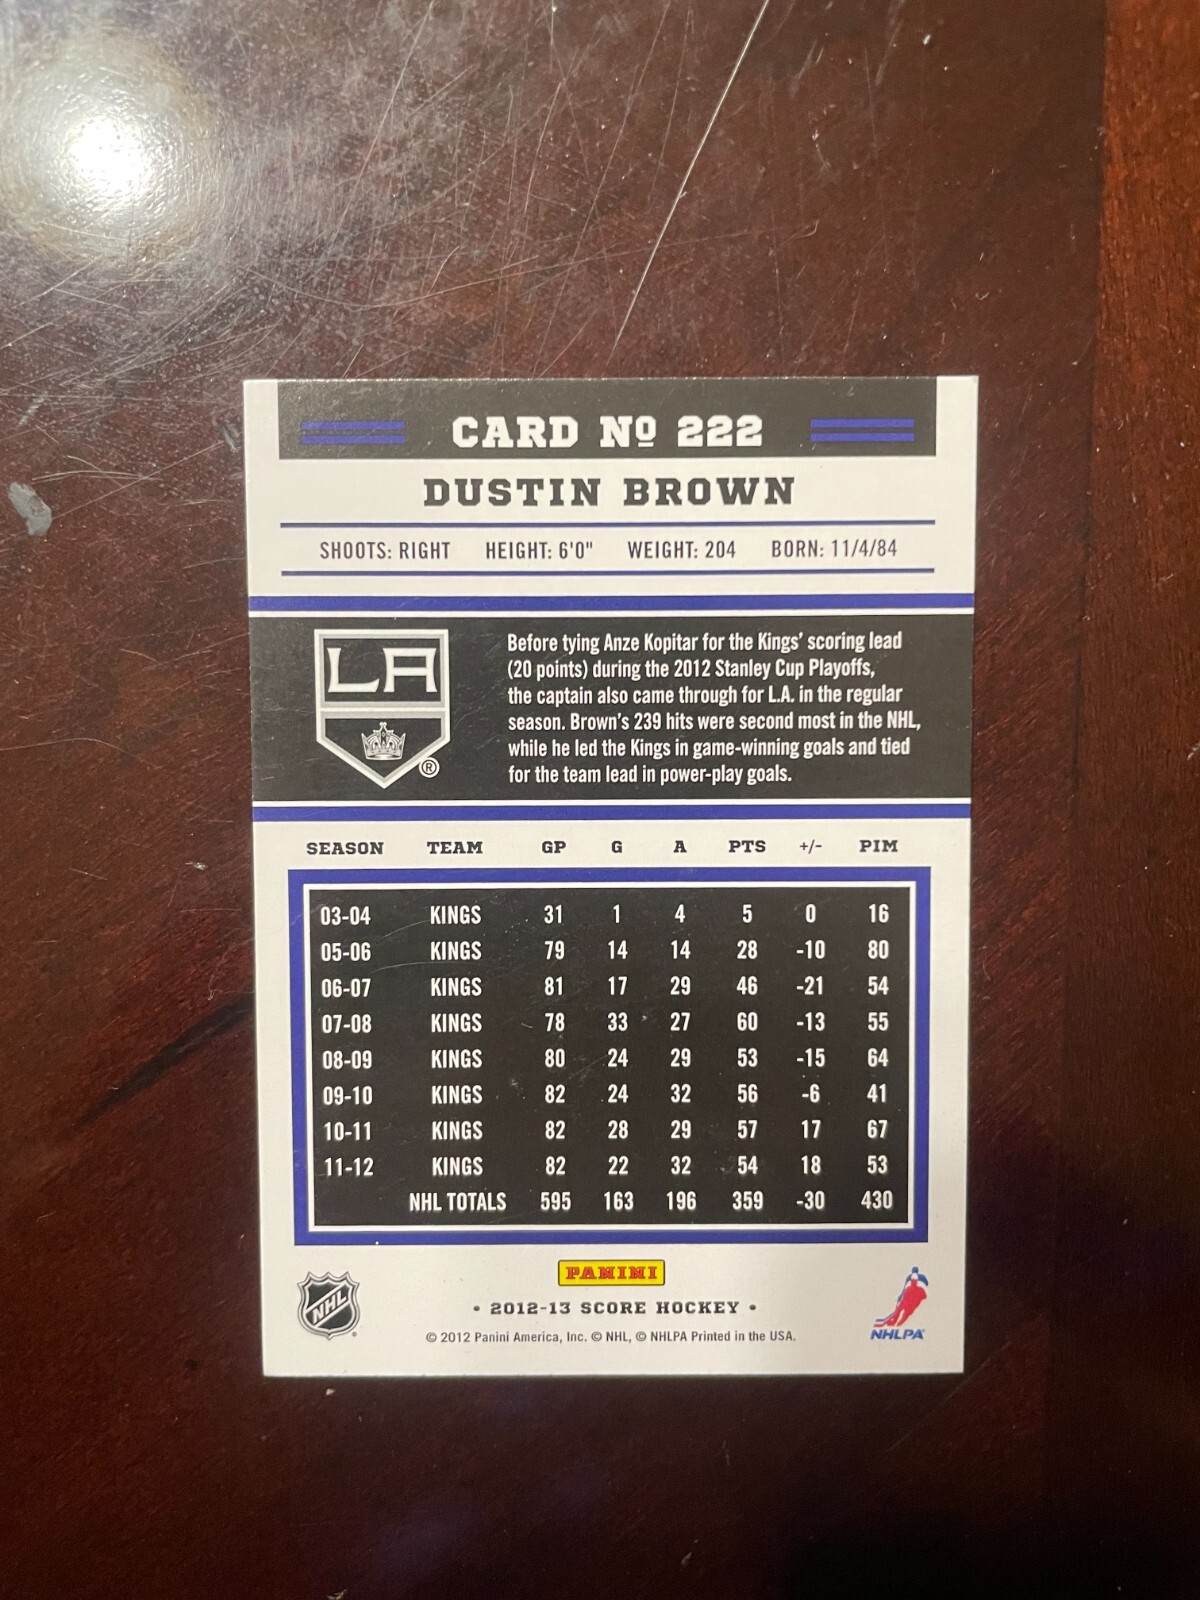 CARD Nº 222
DUSTIN BROWN
SHOOTS: RIGHT HEIGHT: 6'0" WEIGHT: 204 BORN: 11/4/84
LA
®
Before tying Anze Kopitar for the Kings' scoring lead
(20 points) during the 2012 Stanley Cup Playoffs,
the captain also came through for L.A. in the regular
season. Brown's 239 hits were second most in the NHL,
while he led the Kings in game-winning goals and tied
for the team lead in power-play goals.
SEASON TEAM GP G A PTS +/- PIM
03-04 KINGS 31 1 4 5 0 16
05-06 KINGS 79 14 14 28 -10 80
06-07 KINGS 81 17 29 46 -21 54
07-08 KINGS 78 33 27 60 -13 55
08-09 KINGS 80 24 29 53 -15 64
09-10 KINGS 82 24 32 56 -6 41
10-11 KINGS 82 28 29 57 17 67
11-12 KINGS 82 22 32 54 18 53
NHL TOTALS 595 163 196 359 -30 430
PANINI
NHL
• 2012-13 SCORE HOCKEY •
© 2012 Panini America, Inc. © NHL, © NHLPA Printed in the USA.
NHLPA